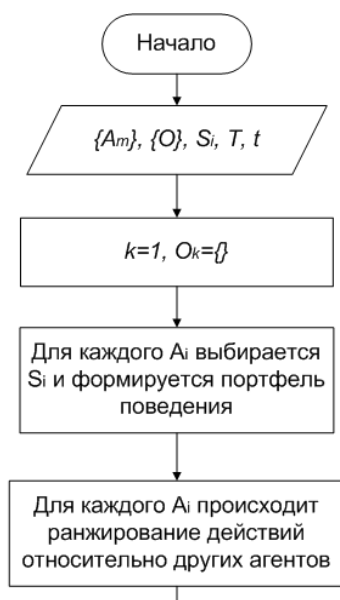 Начало
{Am}, {O}, Si, T, t
k=1, Ok={}
Для каждого Ai выбирается
Si и формируется портфель
поведения
Для каждого Ai происходит
ранжирование действий
относительно других агентов